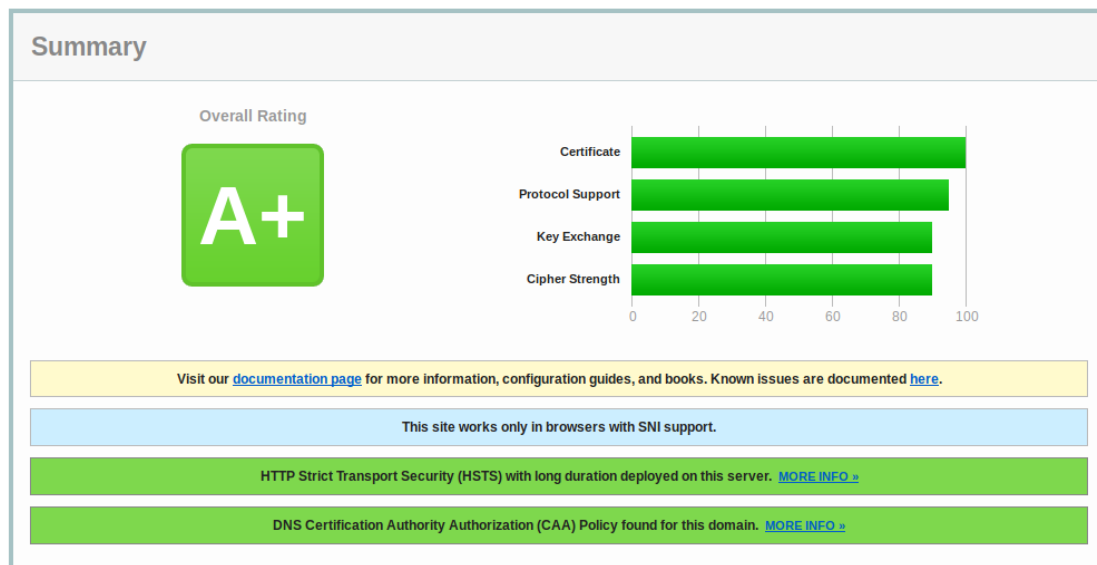 Summary
Overall Rating
A+
Certificate
Protocol Support
Key Exchange
Cipher Strength
0 20 40 60 80 100
Visit our documentation page for more information, configuration guides, and books. Known issues are documented here.
This site works only in browsers with SNI support.
HTTP Strict Transport Security (HSTS) with long duration deployed on this server. MORE INFO »
DNS Certification Authority Authorization (CAA) Policy found for this domain. MORE INFO »